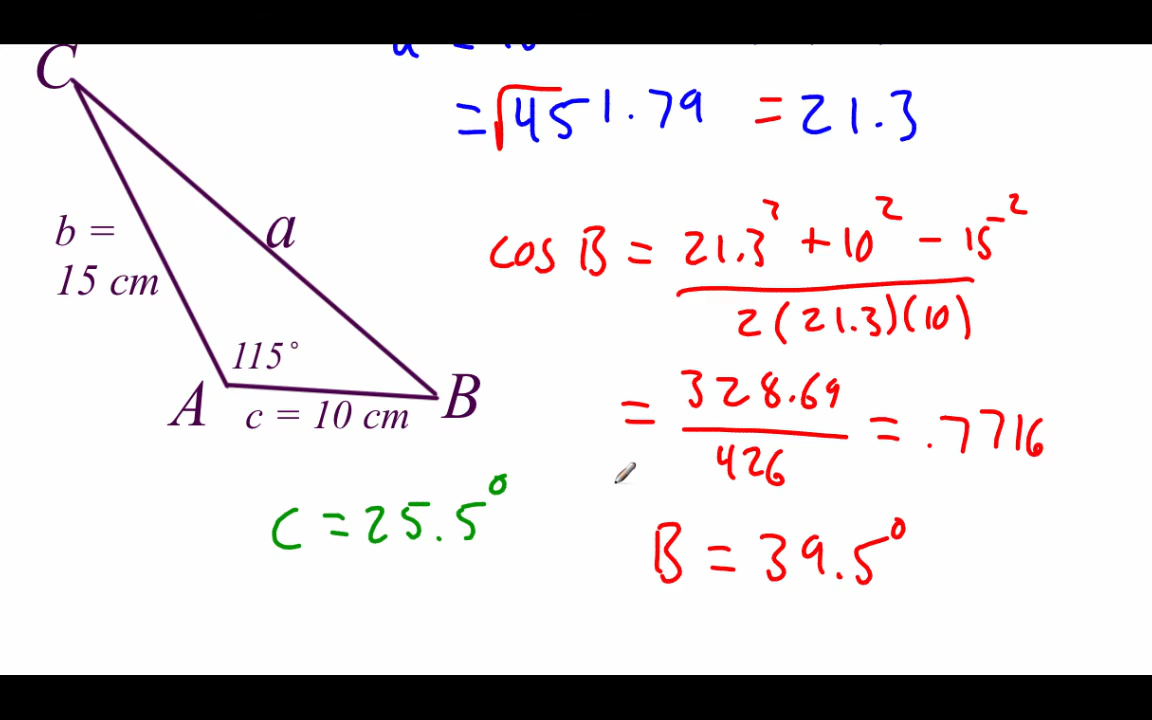 C
= √451.79 = 21.3
b =
15 cm
a
cos B = 21.3² + 10² - 15²
2(21.3)(10)
115°
A
B
c = 10 cm
= 328.69
426
= .7716
C = 25.5°
B = 39.5°